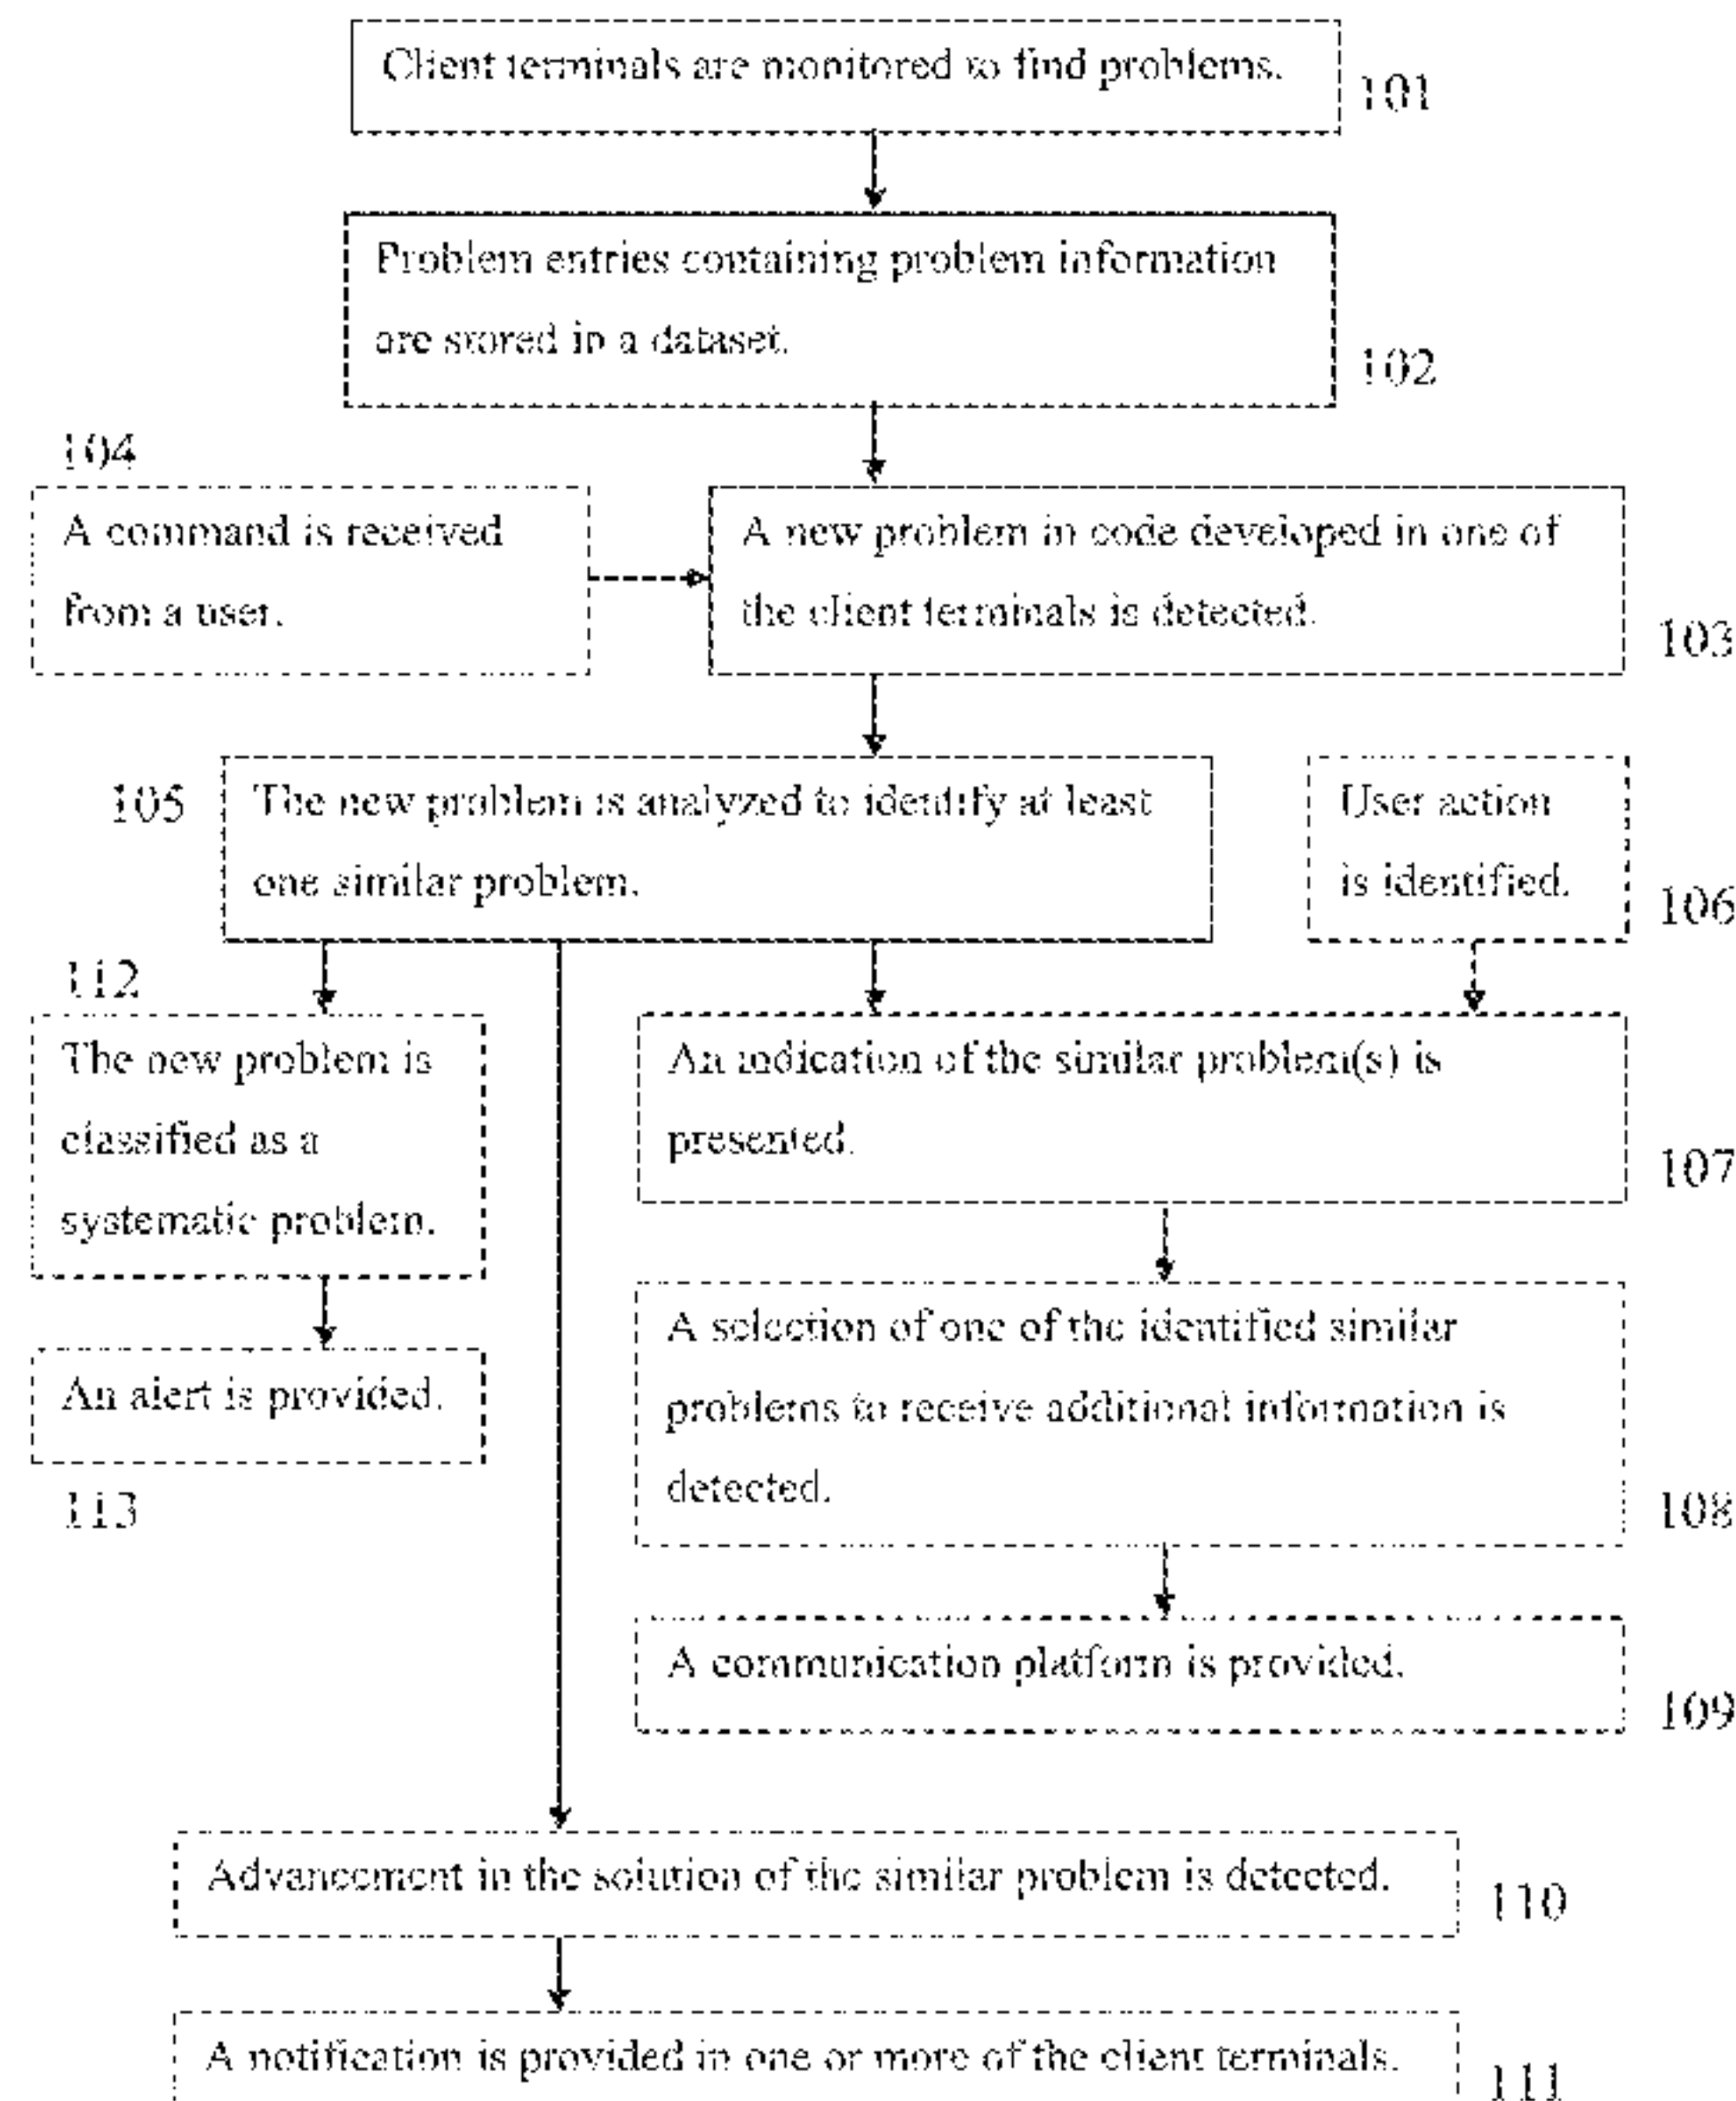 Client terminals are monitored to find problems.
101
Problem entries containing problem information
are stored in a dataset.
102
104
A command is received
from a user.
A new problem in code developed in one of
the client terminals is detected.
103
105
The new problem is analyzed to identify at least
one similar problem.
User action
is identified.
106
112
The new problem is
classified as a
systematic problem.
An indication of the similar problem(s) is
presented.
107
An alert is provided.
113
A selection of one of the identified similar
problems to receive additional information is
detected.
108
A communication platform is provided.
109
Advancement in the solution of the similar problem is detected.
110
A notification is provided in one or more of the client terminals.
111